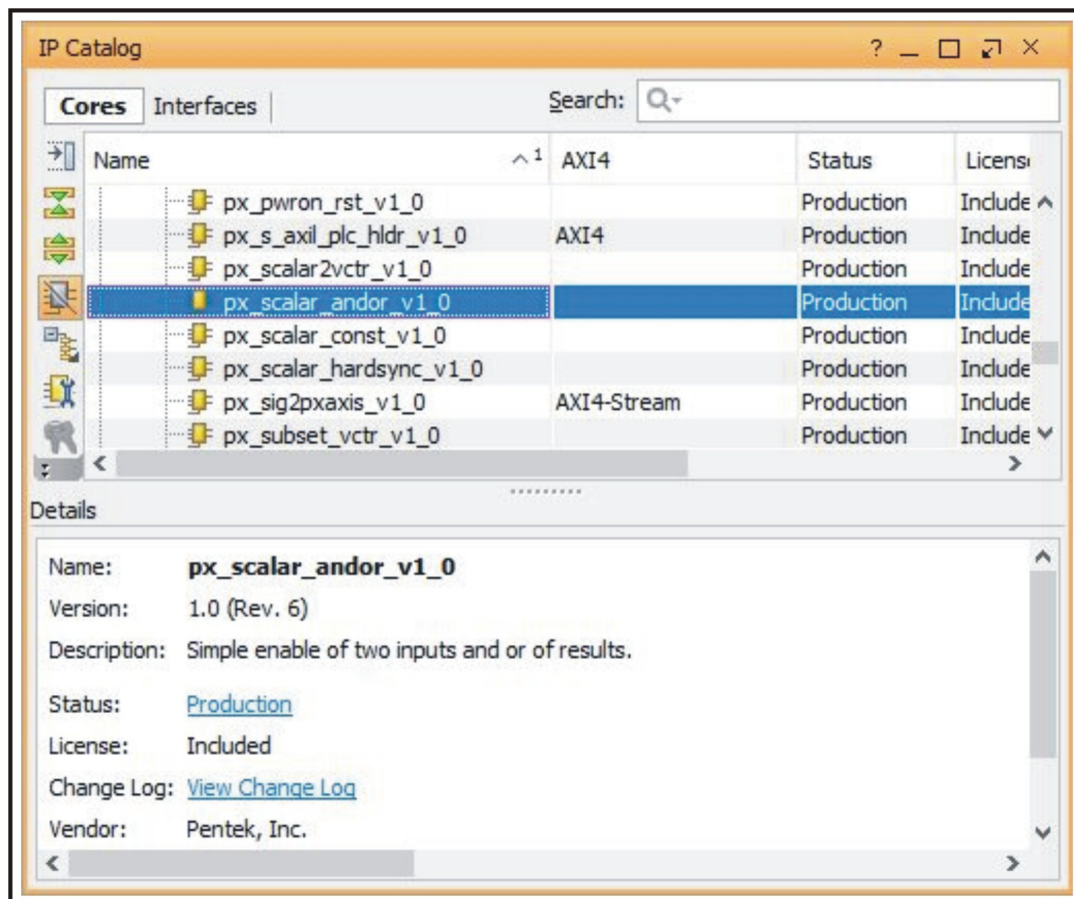 IP Catalog ? _
Cores Interfaces Search:
Name 1 AXI4 Status Licens
px_pwron_rst_v1_0 Production Include
px_s_axil_plc_hldr_v1_0 AXI4 Production Include
px_scalar2vctr_v1_0 Production Include
px_scalar_andor_v1_0 Production Include
px_scalar_const_v1_0 Production Include
px_scalar_hardsync_v1_0 Production Include
px_sig2pxaxis_v1_0 AXI4-Stream Production Include
px_subset_vctr_v1_0 Production Include
Details
Name: px_scalar_andor_v1_0
Version: 1.0 (Rev. 6)
Description: Simple enable of two inputs and or of results.
Status: Production
License: Included
Change Log: View Change Log
Vendor: Pentek, Inc.